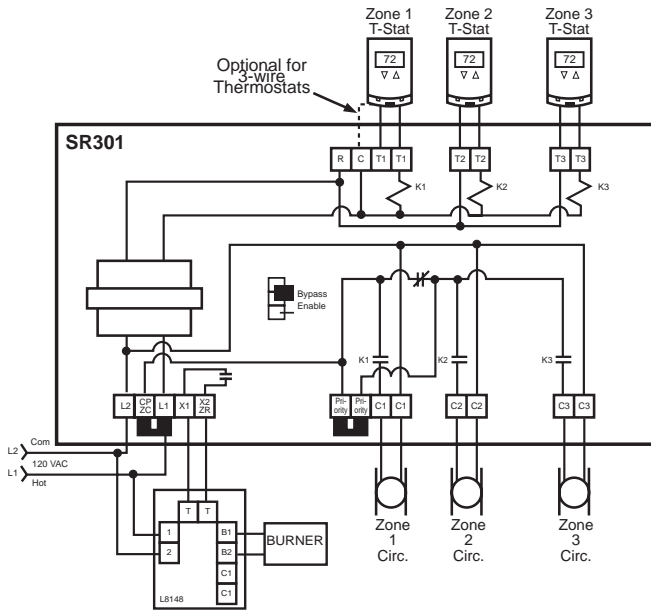 Zone 1 T-Stat
Zone 2 T-Stat
Zone 3 T-Stat
72
72
72
Optional for
3-wire
Thermostats
SR301
R C T1 T1
T2 T2
T3 T3
K1
K2
K3
Bypass
Enable
K1
K2
K3
L2 CP ZC L1 X1 X2 ZR
Pri-ority Pri-ority C1 C1
C2 C2
C3 C3
L2 Com
120 VAC
L1 Hot
T T
1
2
B1
B2
C1
C1
BURNER
L8148
Zone 1 Circ.
Zone 2 Circ.
Zone 3 Circ.